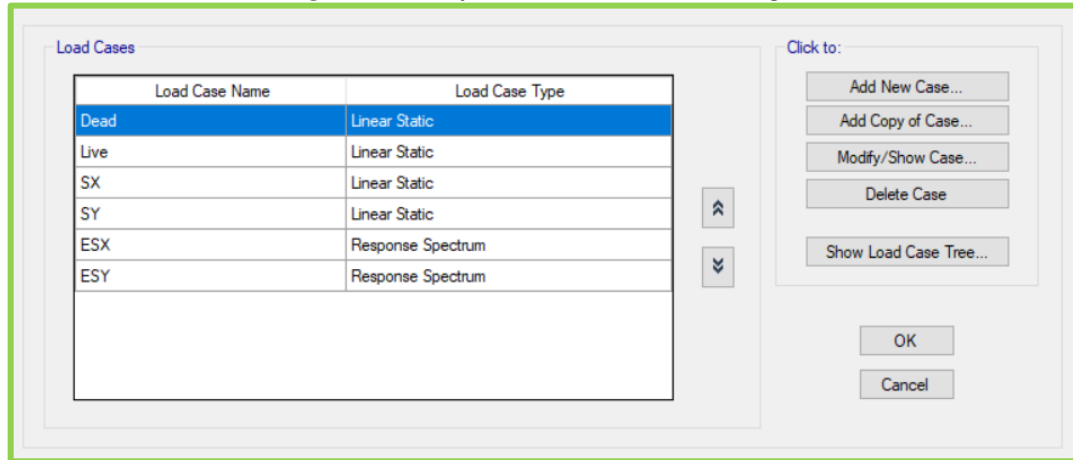 Load Cases
Load Case Name Load Case Type
Dead Linear Static
Live Linear Static
SX Linear Static
SY Linear Static
ESX Response Spectrum
ESY Response Spectrum
Click to:
Add New Case...
Add Copy of Case...
Modify/Show Case...
Delete Case
Show Load Case Tree...
OK
Cancel